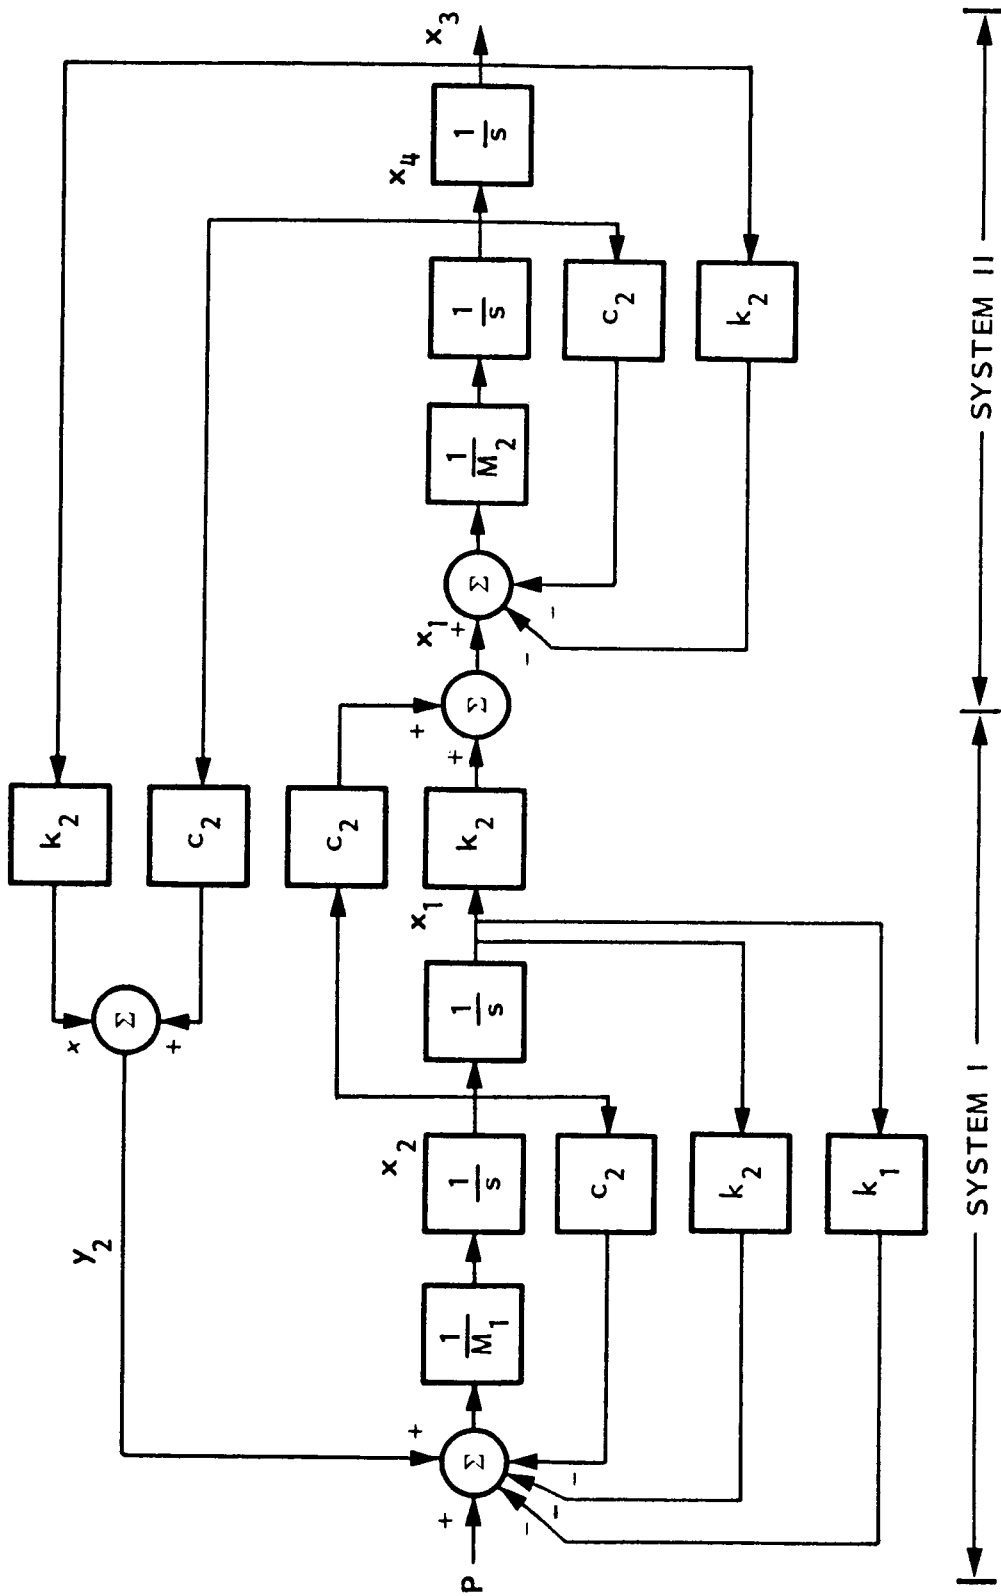 k₂
x
y₂ Σ
+
c₂
c₂
x₂ x₁ + x₁ x₄ x₃
P + Σ + 1/M₁ 1/s 1/s k₂ + Σ + Σ 1/M₂ 1/s 1/s
- - -
- -
c₂ c₂
k₂ k₂
k₁
SYSTEM I SYSTEM II